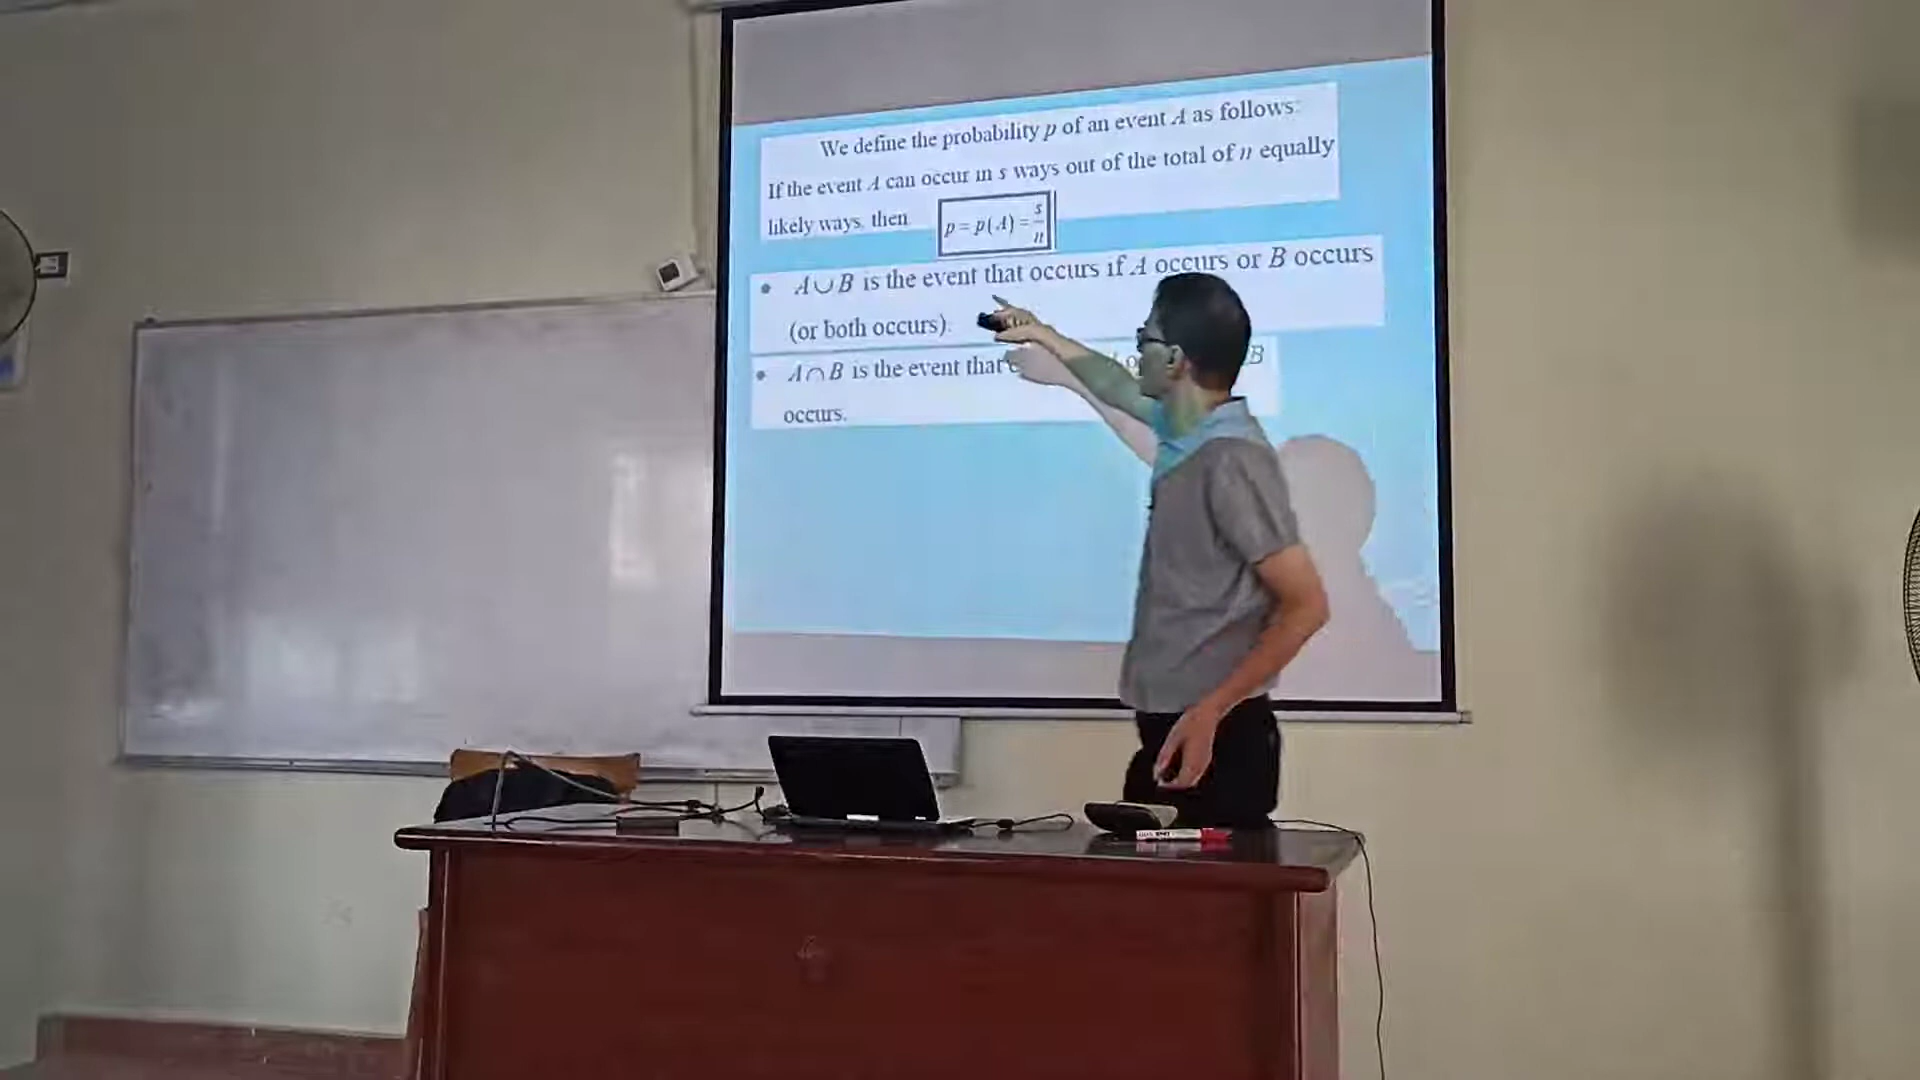 We define the probability p of an event A as follows:
If the event A can occur in s ways out of the total of n equally
likely ways, then p = p(A) = s/n
• A∪B is the event that occurs if A occurs or B occurs
(or both occurs).
• A∩B is the event that B
occurs.